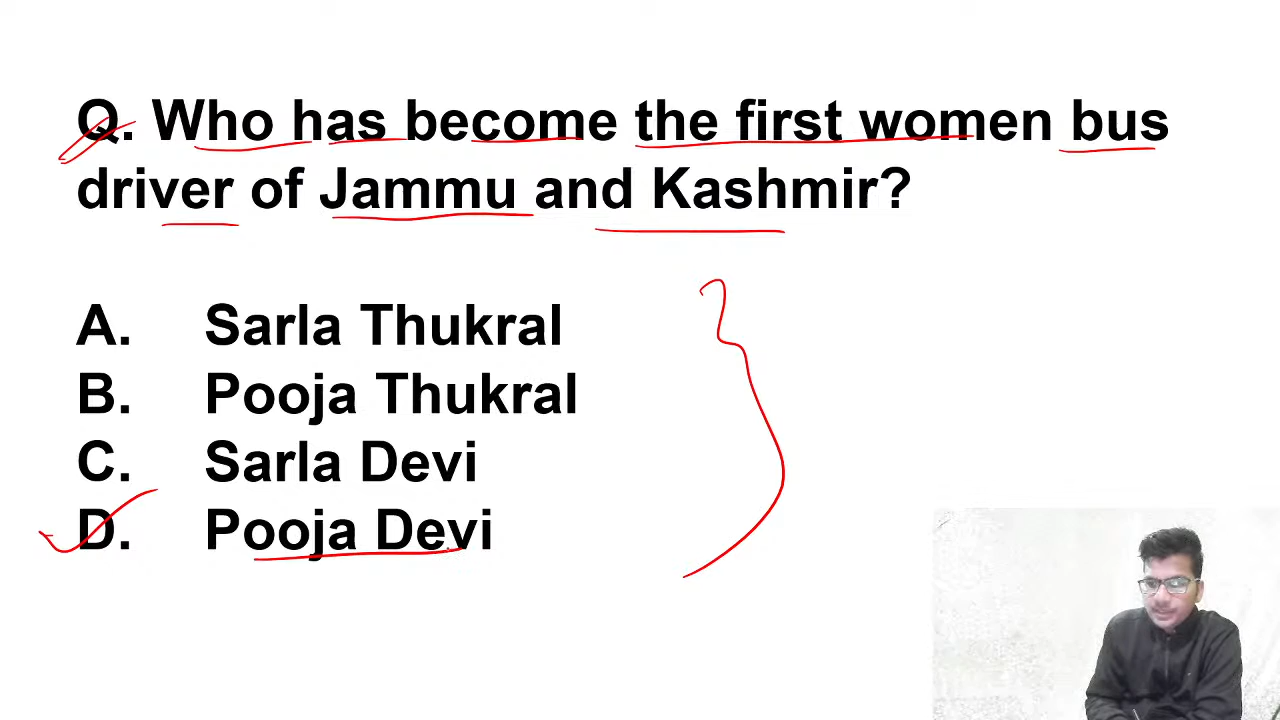 Q. Who has become the first women bus
driver of Jammu and Kashmir?
A. Sarla Thukral
B. Pooja Thukral
C. Sarla Devi
D. Pooja Devi